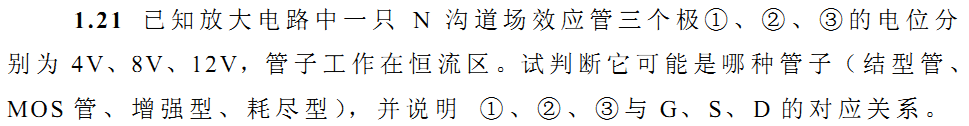 1.21 已知放大电路中一只 N 沟道场效应管三个极①、②、③的电位分
别为 4V、8V、12V，管子工作在恒流区。试判断它可能是哪种管子（结型管、
MOS 管、增强型、耗尽型），并说明 ①、②、③与 G、S、D 的对应关系。